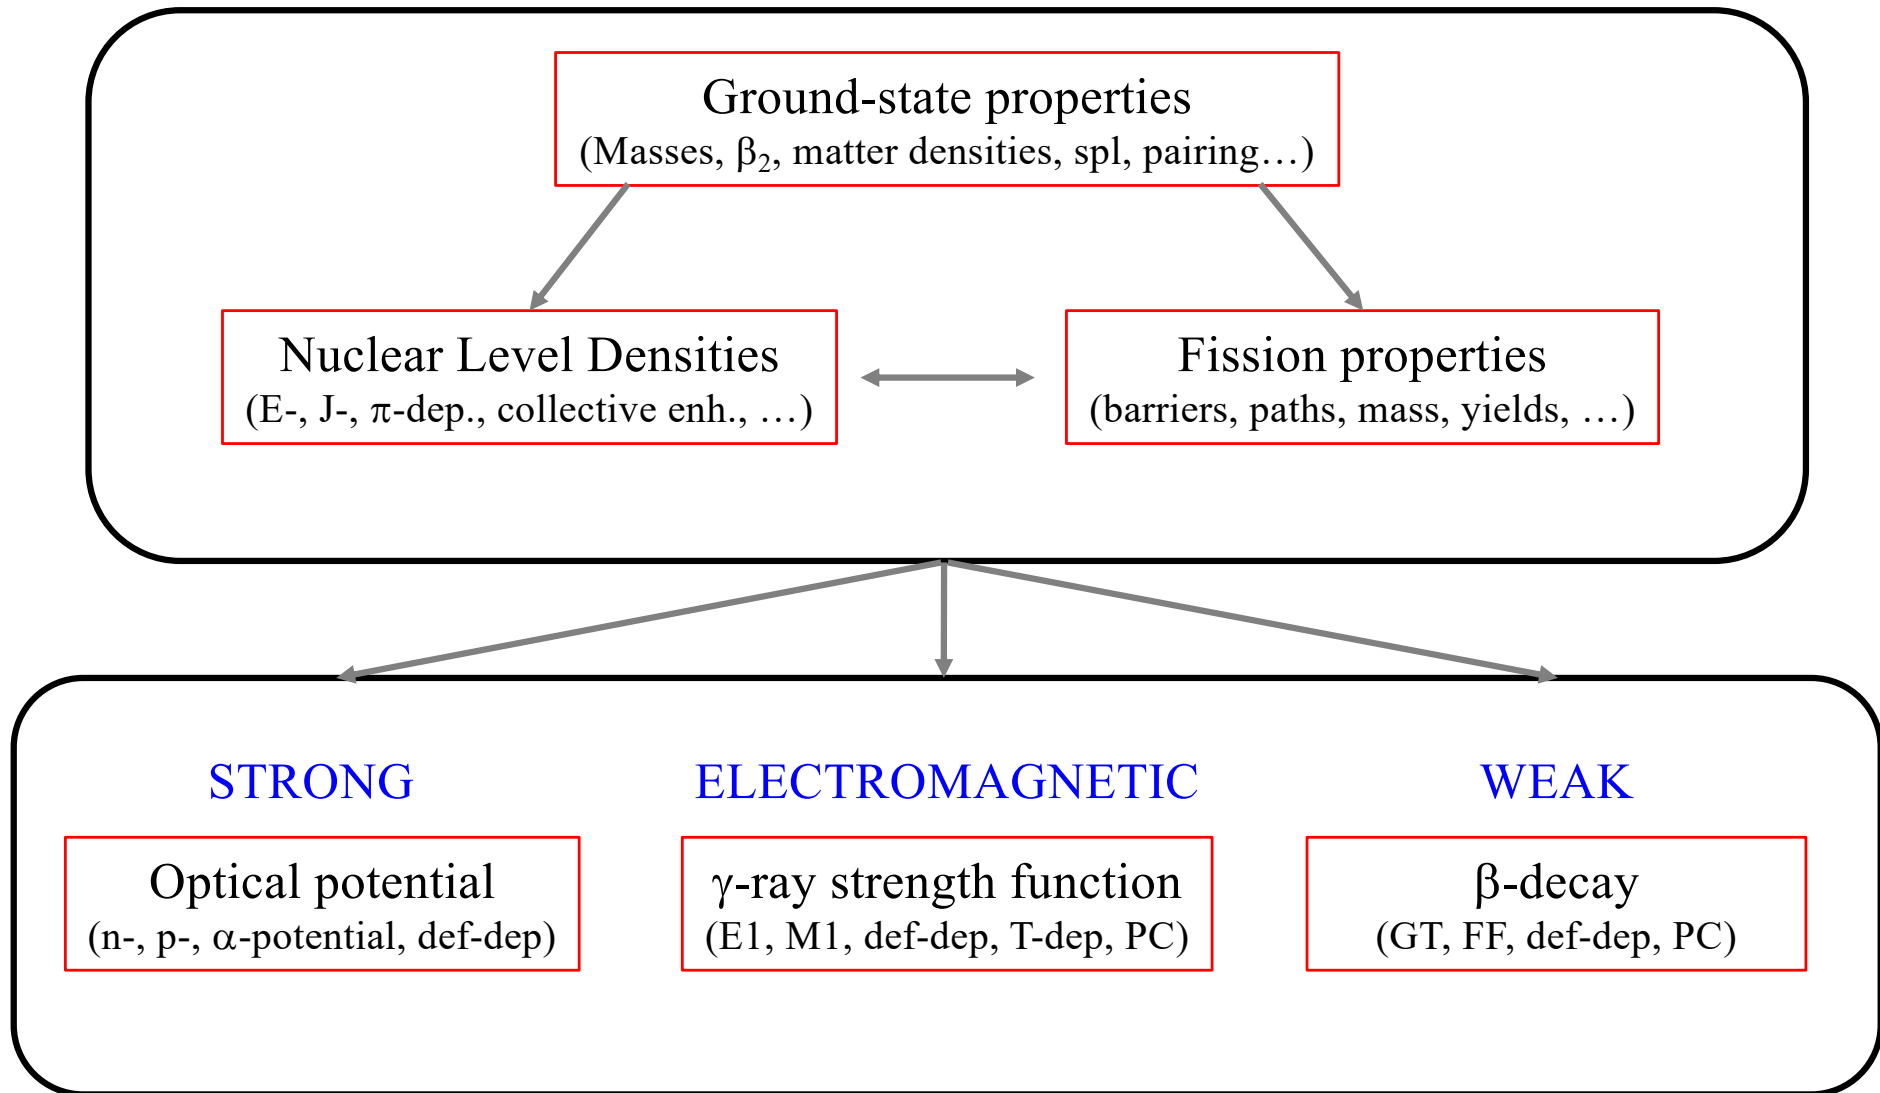 Ground-state properties
(Masses, β₂, matter densities, spl, pairing…)
Nuclear Level Densities
(E-, J-, π-dep., collective enh., …)
Fission properties
(barriers, paths, mass, yields, …)
STRONG
ELECTROMAGNETIC
WEAK
Optical potential
(n-, p-, α-potential, def-dep)
γ-ray strength function
(E1, M1, def-dep, T-dep, PC)
β-decay
(GT, FF, def-dep, PC)